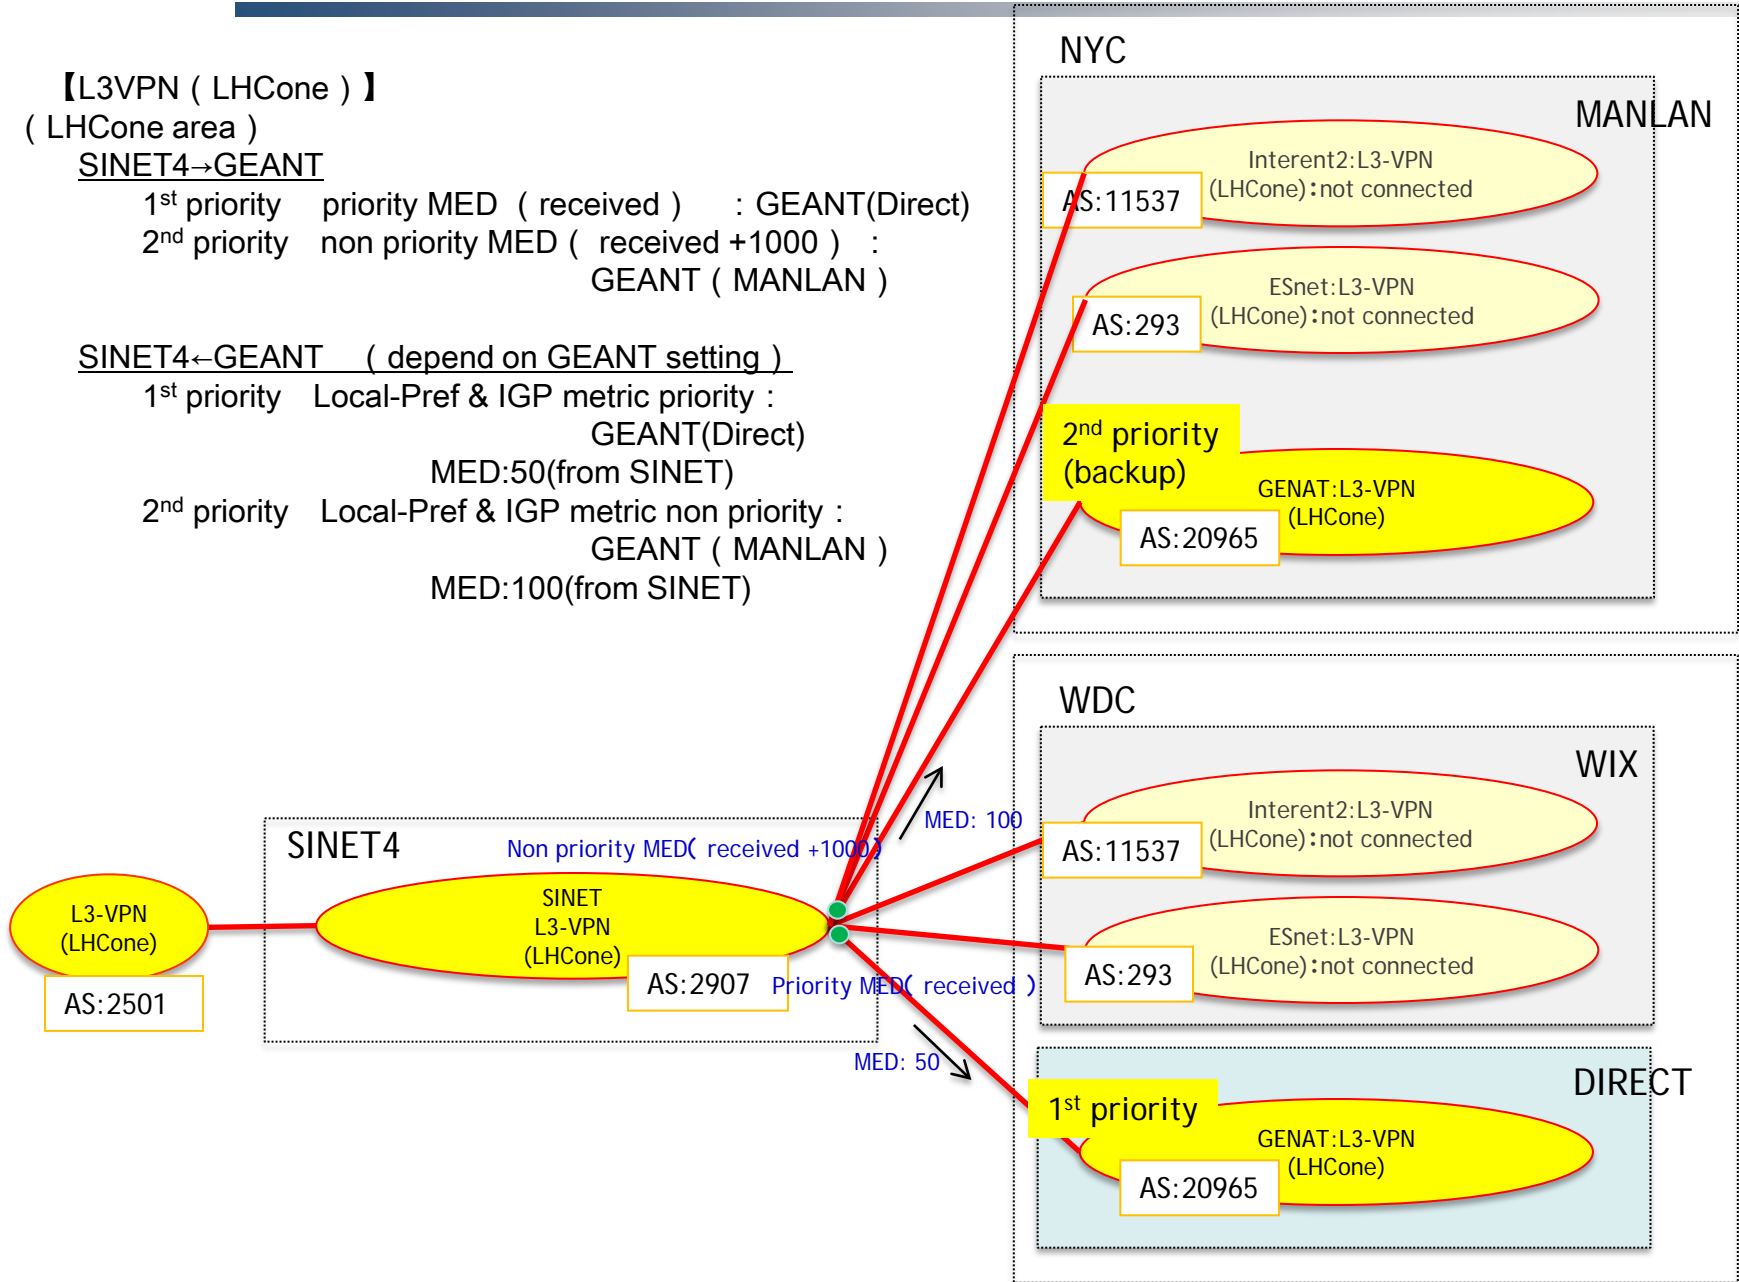 【L3VPN ( LHCone ) 】
( LHCone area )
SINET4→GEANT
1st priority priority MED ( received ) : GEANT(Direct)
2nd priority non priority MED ( received +1000 ) :
GEANT ( MANLAN )
SINET4←GEANT ( depend on GEANT setting )
1st priority Local-Pref & IGP metric priority :
GEANT(Direct)
MED:50(from SINET)
2nd priority Local-Pref & IGP metric non priority :
GEANT ( MANLAN )
MED:100(from SINET)
NYC
MANLAN
Interent2:L3-VPN
(LHCone):not connected
AS:11537
ESnet:L3-VPN
(LHCone):not connected
AS:293
2nd priority
(backup)
GENAT:L3-VPN
(LHCone)
AS:20965
WDC
WIX
Interent2:L3-VPN
(LHCone):not connected
AS:11537
ESnet:L3-VPN
(LHCone):not connected
AS:293
DIRECT
1st priority
GENAT:L3-VPN
(LHCone)
AS:20965
MED: 100
SINET4
Non priority MED( received +1000)
SINET
L3-VPN
(LHCone)
AS:2907
Priority MED( received )
MED: 50
L3-VPN
(LHCone)
AS:2501